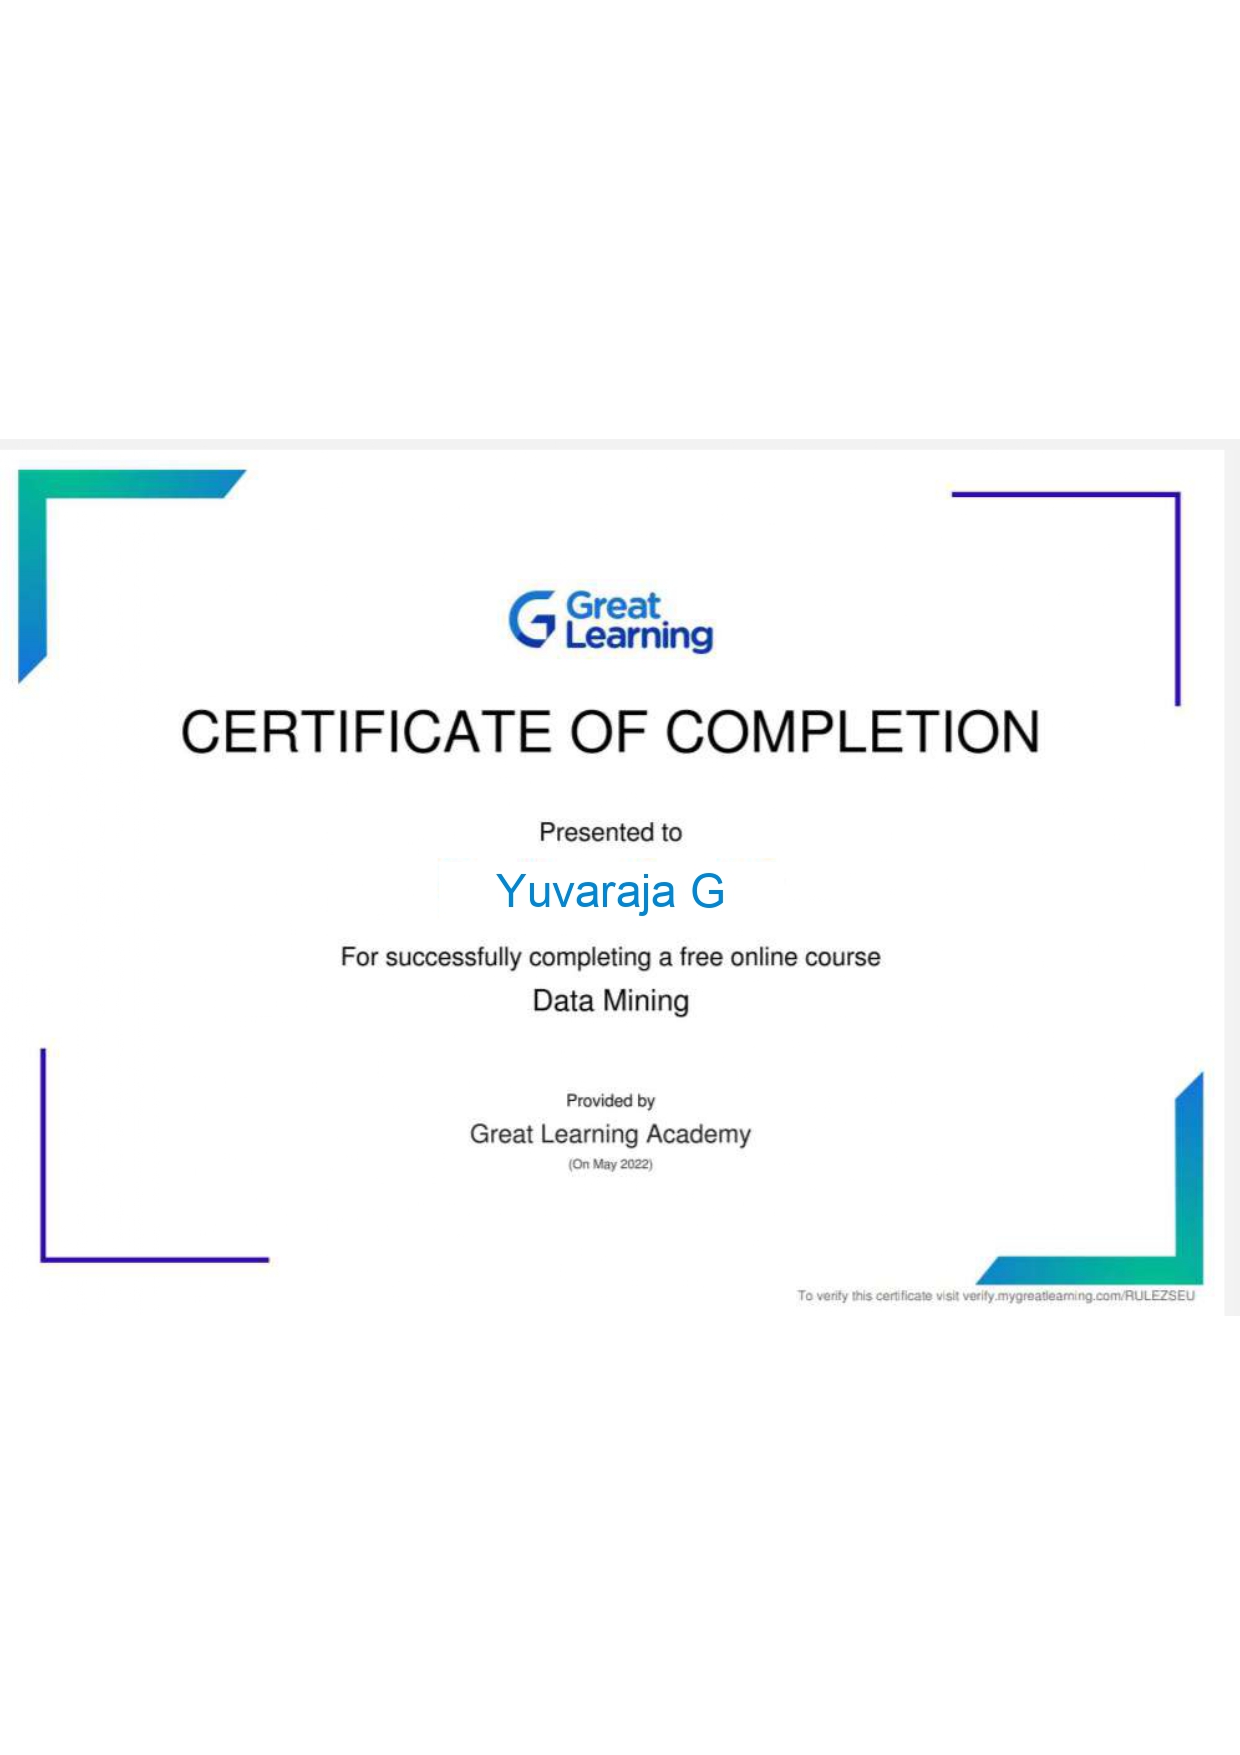 Great
Learning
CERTIFICATE OF COMPLETION
Presented to
Yuvaraja G
For successfully completing a free online course
Data Mining
Provided by
Great Learning Academy
(On May 2022)
To verify this certificate visit verify.mygreatlearning.com/RULEZSEU